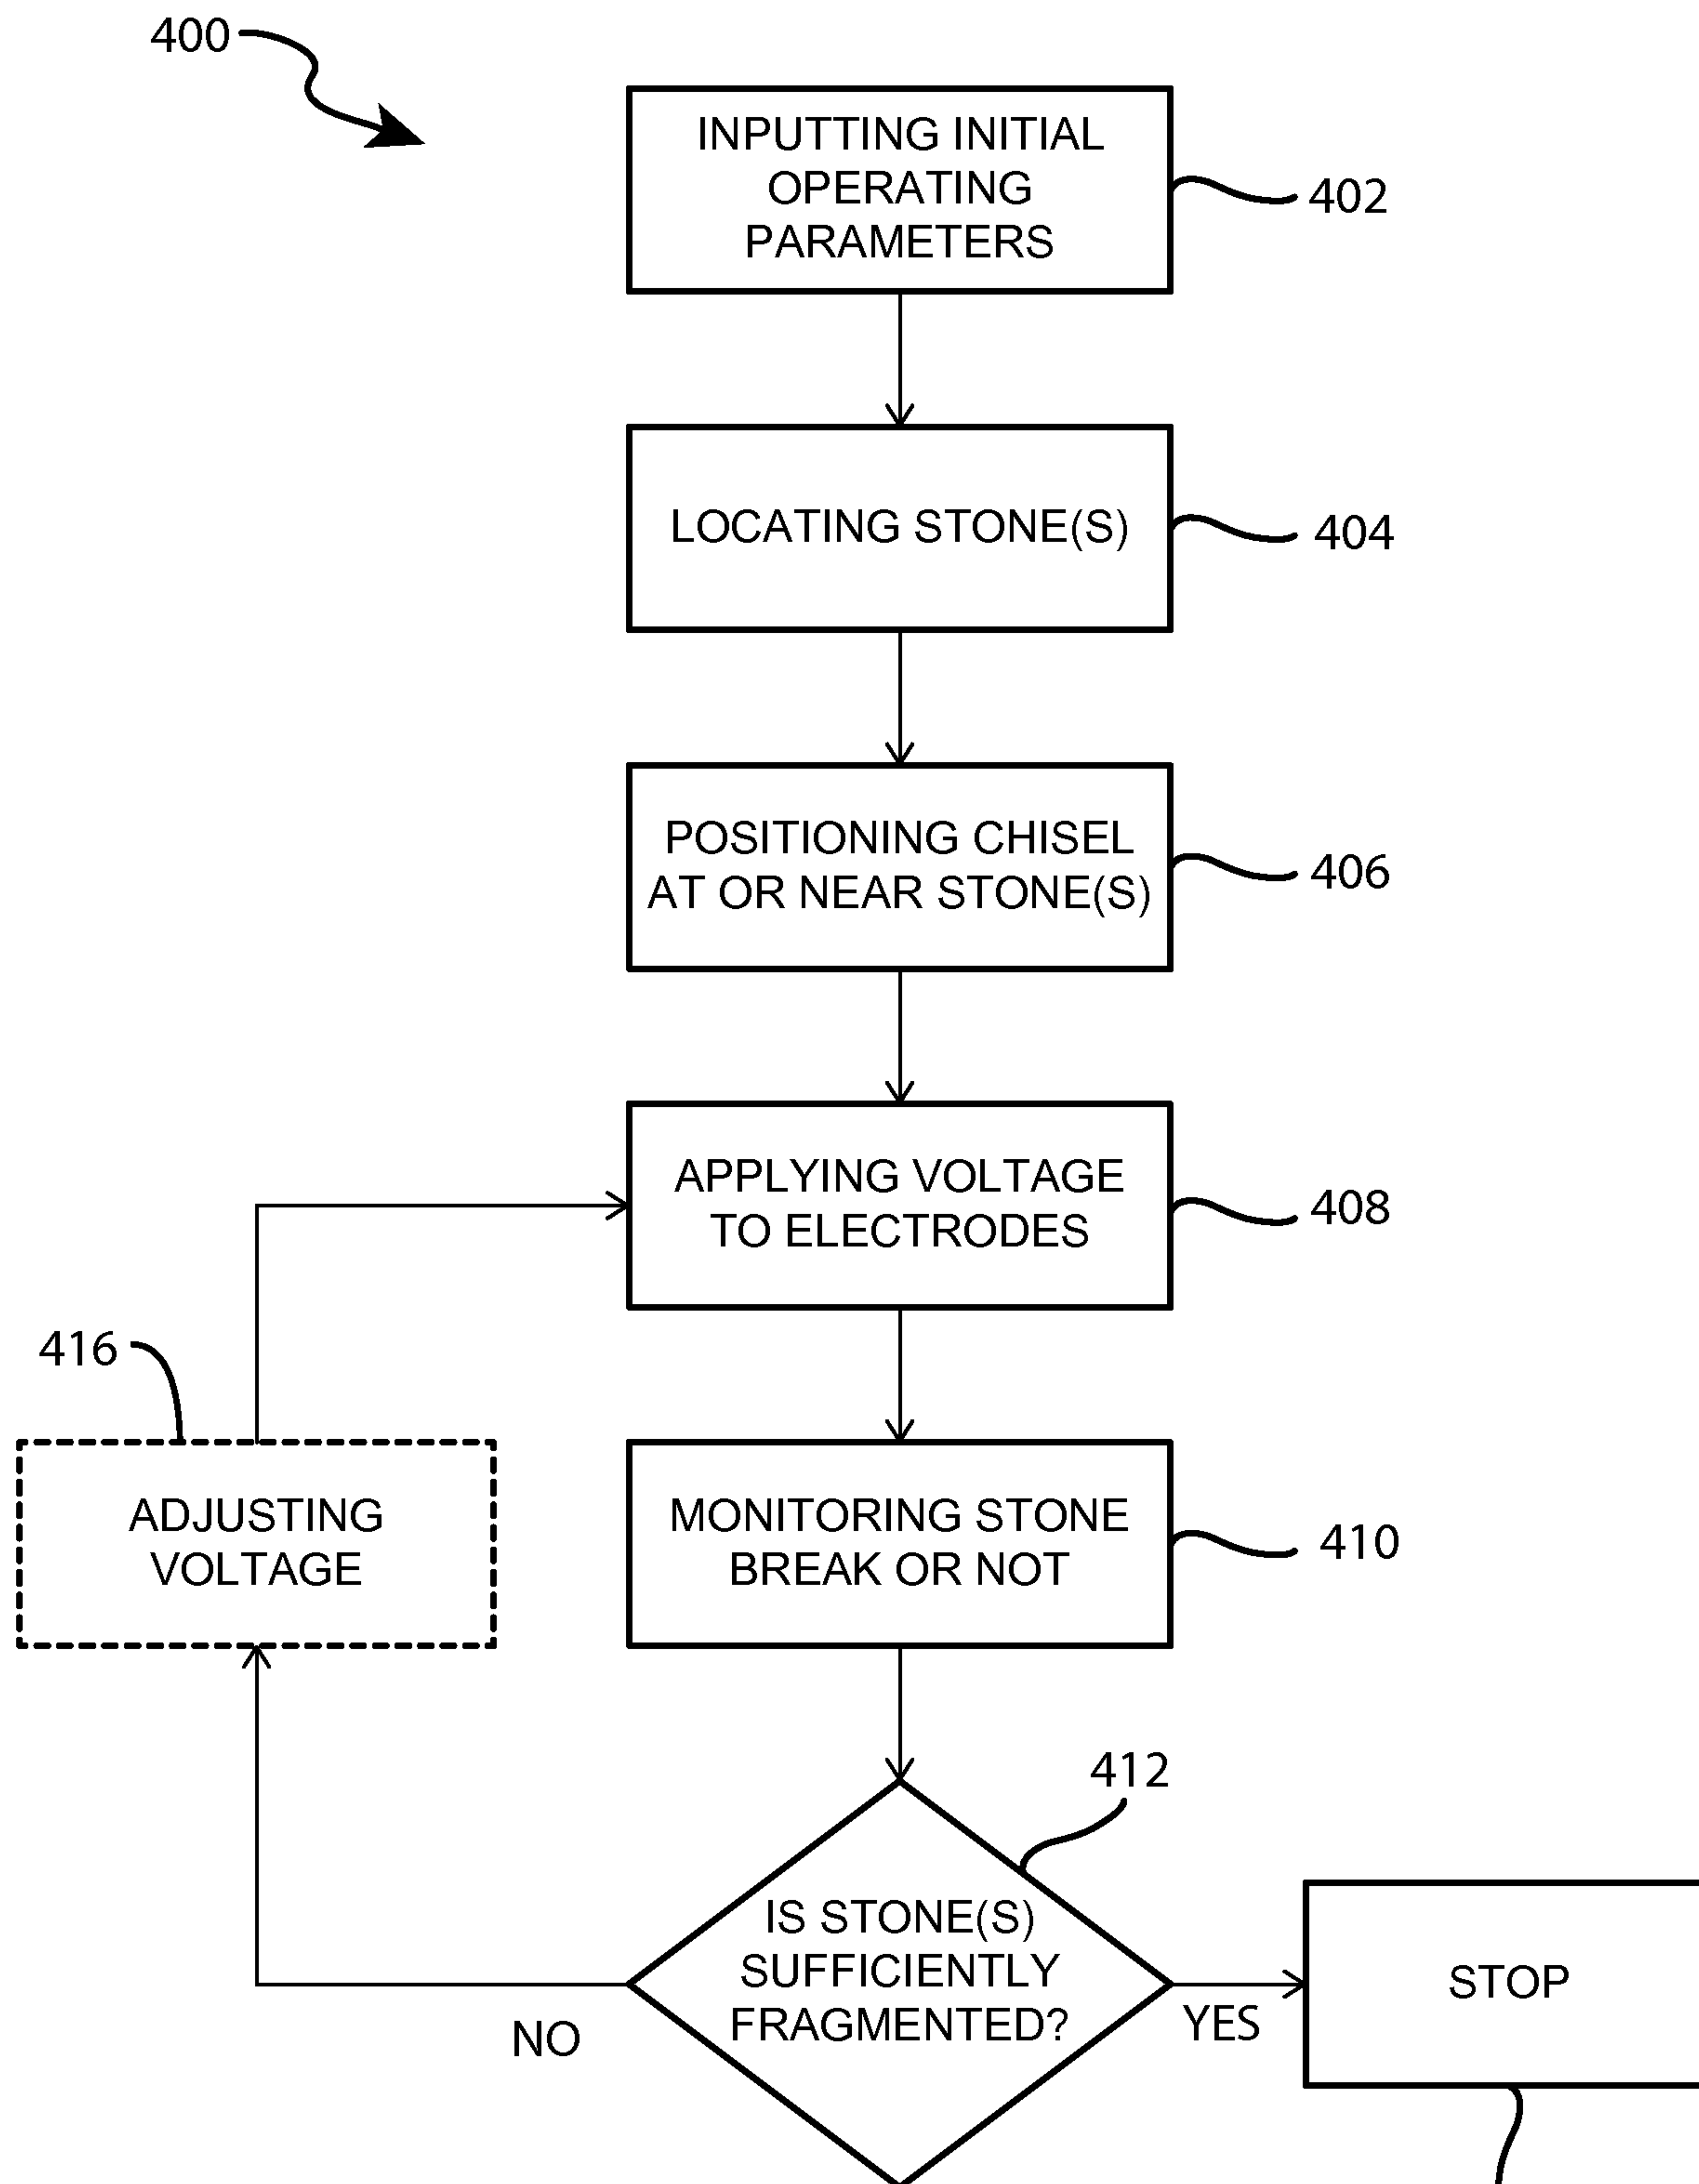 400
INPUTTING INITIAL
OPERATING
PARAMETERS
402
LOCATING STONE(S)
404
POSITIONING CHISEL
AT OR NEAR STONE(S)
406
APPLYING VOLTAGE
TO ELECTRODES
408
416
ADJUSTING
VOLTAGE
MONITORING STONE
BREAK OR NOT
410
412
IS STONE(S)
SUFFICIENTLY
FRAGMENTED?
NO
YES
STOP